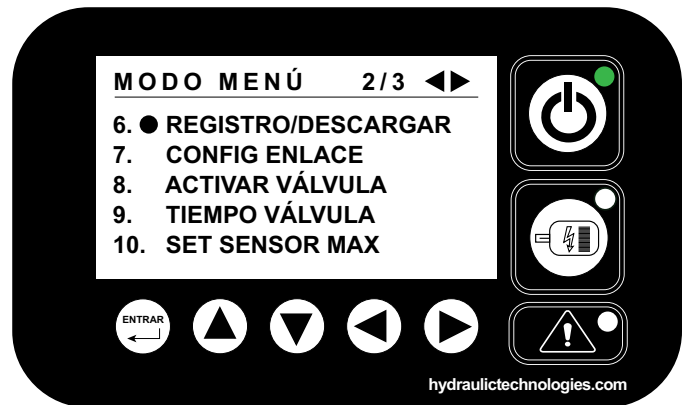 MODO MENÚ 2/3 ◀▶
6. ● REGISTRO/DESCARGAR
7. CONFIG ENLACE
8. ACTIVAR VÁLVULA
9. TIEMPO VÁLVULA
10. SET SENSOR MAX
ENTRAR
hydraulictechnologies.com